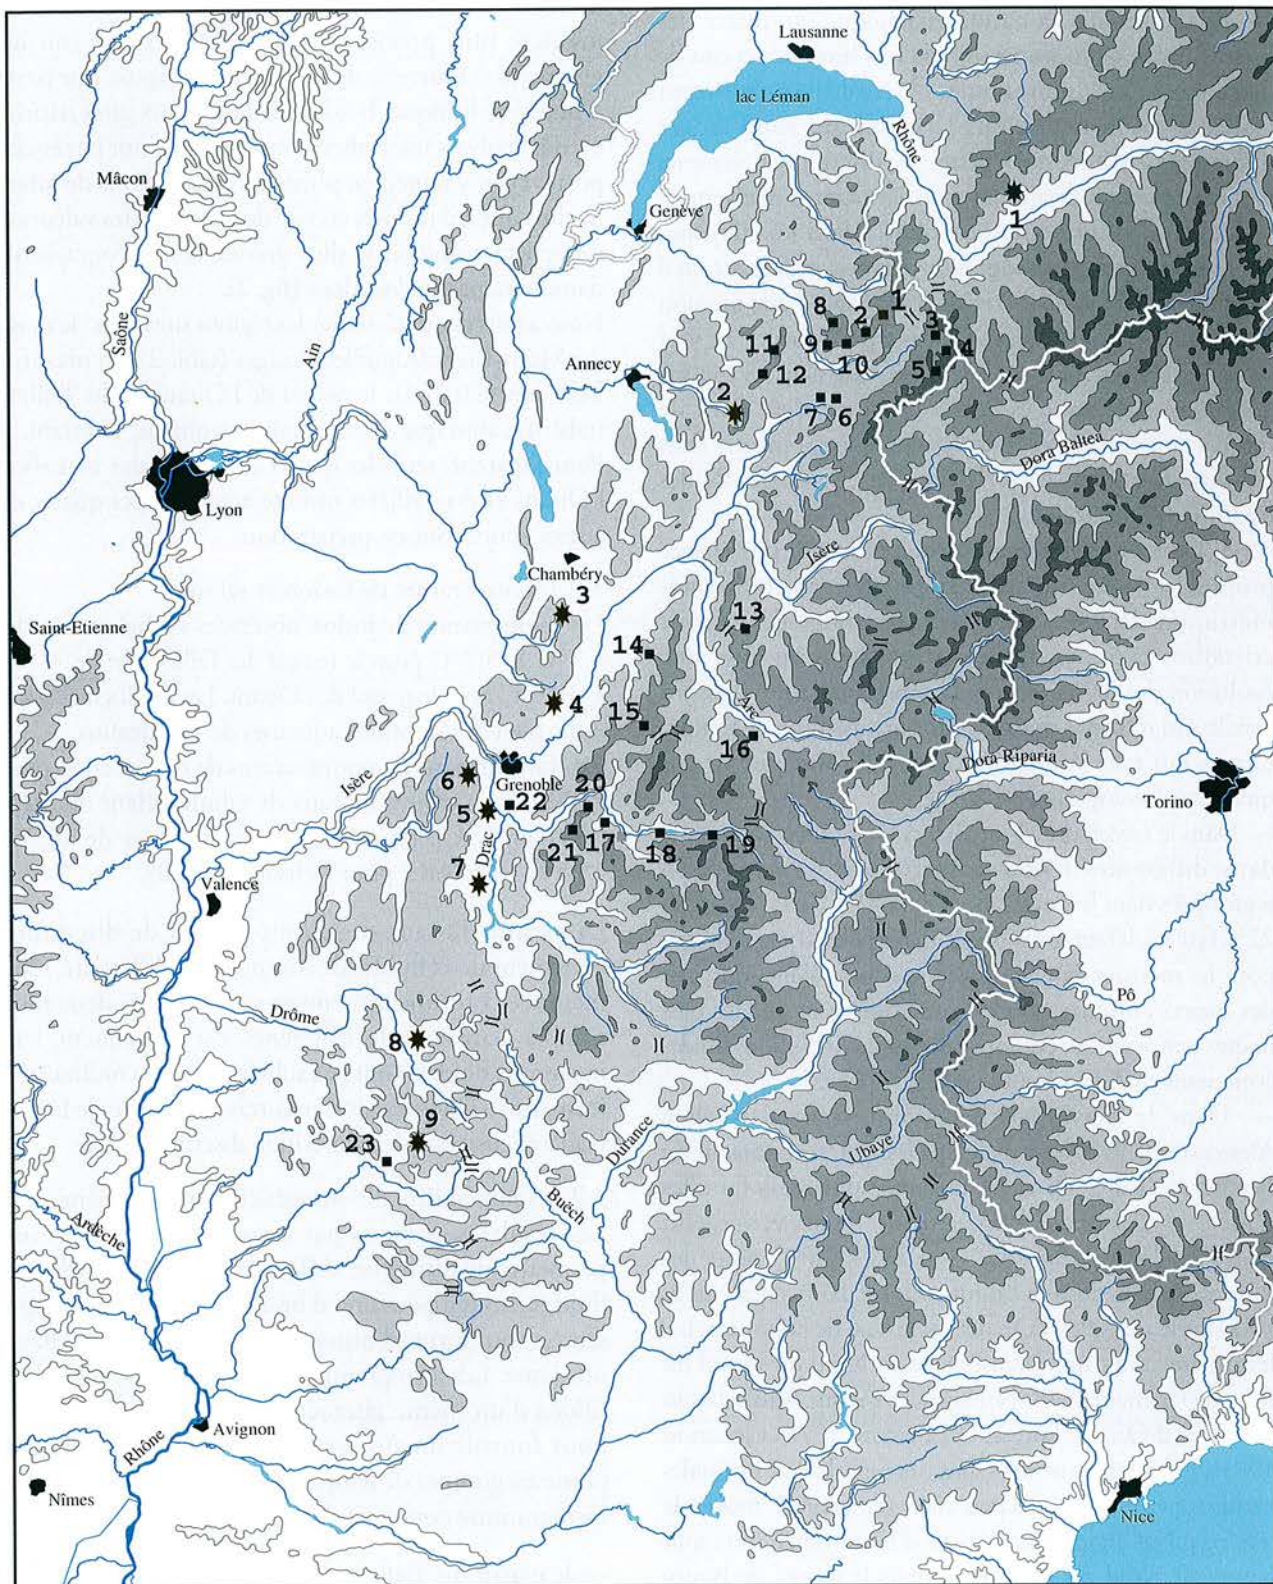 Lausanne
lac Léman
Rhône
Mâcon
1
Genève
Saône
Ain
8
2
1
3
11
9
10
4
Annecy
12
5
2
7
6
Dora Baltea
Lyon
Isère
Chambéry
3
13
Saint-Etienne
14
4
15
Arc
16
6
Isère
Grenoble
20
Dora Riparia
5
22
Torino
Drac
21
17
18
19
7
Valence
Pô
Drôme
8
9
23
Durance
Ubaye
Buëch
Ardèche
Rhône
Avignon
Nîmes
Nice